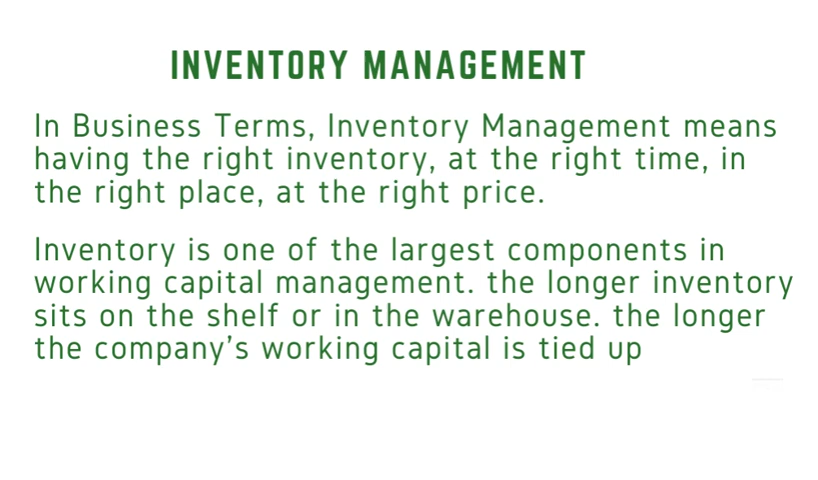 INVENTORY MANAGEMENT
In Business Terms, Inventory Management means
having the right inventory, at the right time, in
the right place, at the right price.
Inventory is one of the largest components in
working capital management. the longer inventory
sits on the shelf or in the warehouse. the longer
the company’s working capital is tied up